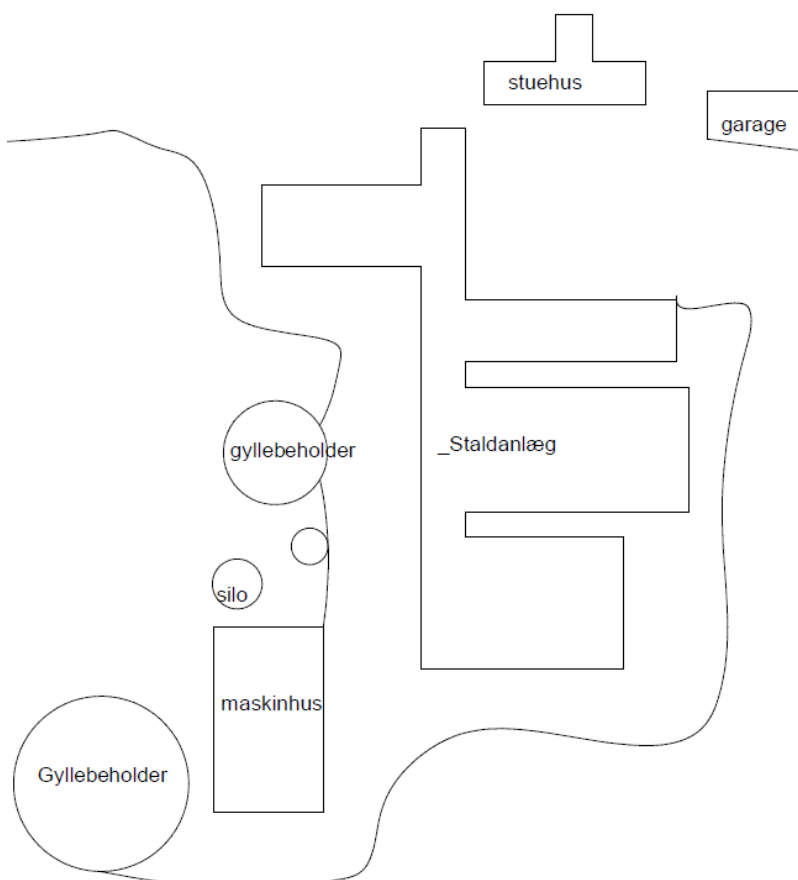 stuehus
garage
gyllebeholder
_Staldanlæg
silo
maskinhus
Gyllebeholder